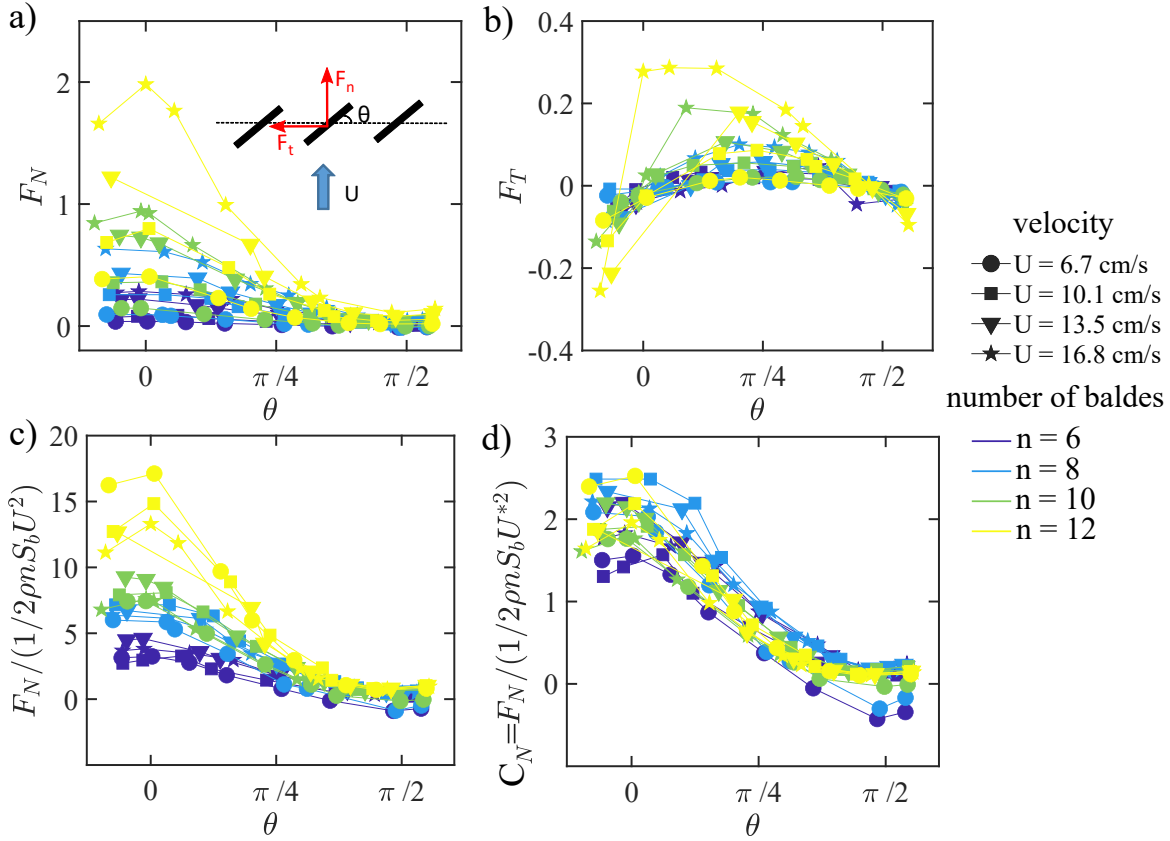 a)
F_N
2
1
0
0
π/4
π/2
θ
F_n
θ
F_t
U
b)
F_T
0.4
0.2
0
-0.2
-0.4
0
π/4
π/2
θ
velocity
U = 6.7 cm/s
U = 10.1 cm/s
U = 13.5 cm/s
U = 16.8 cm/s
number of baldes
n = 6
n = 8
n = 10
n = 12
c)
F_N/(1/2ρnS_bU^2)
20
15
10
5
0
0
π/4
π/2
θ
d)
C_N=F_N/(1/2ρnS_bU^{*2})
3
2
1
0
0
π/4
π/2
θ